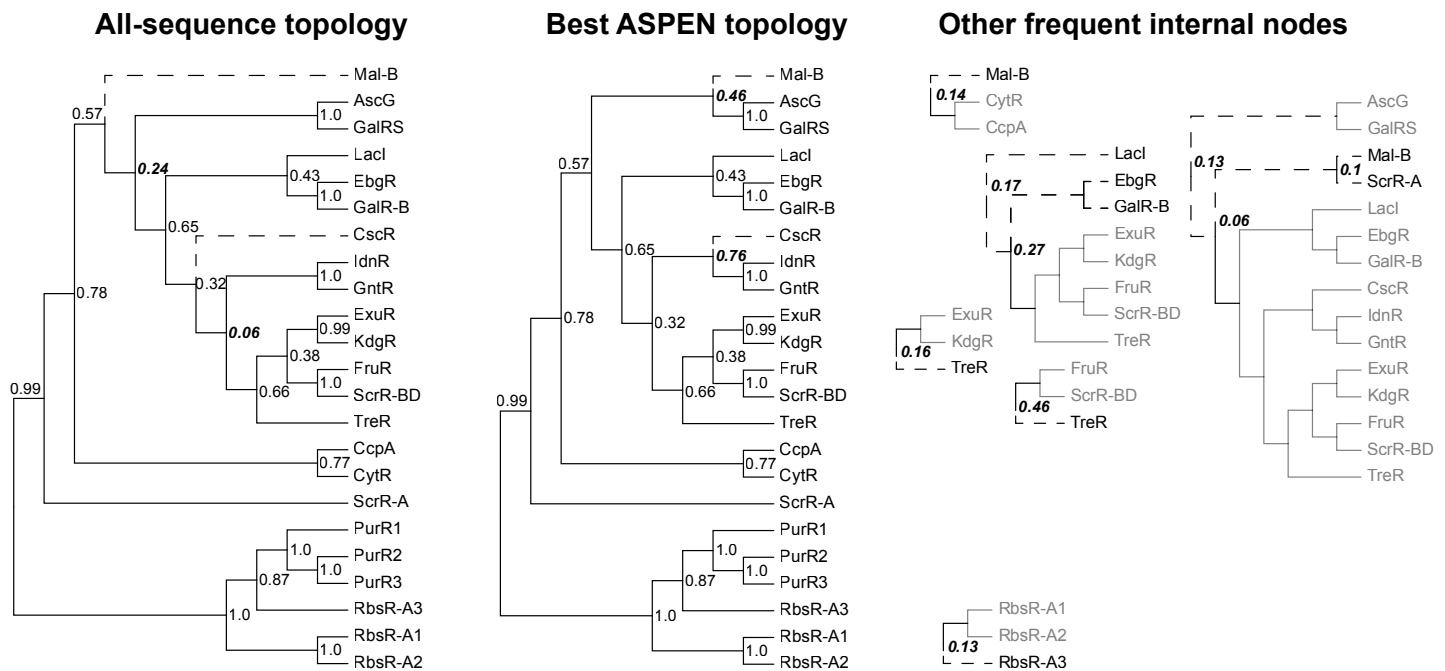 All-sequence topology
Mal-B
0.57
AscG
1.0
GalRS
0.24
LacI
0.43
EbgR
1.0
GalR-B
0.65
CscR
0.32
IdnR
1.0
GntR
0.78
0.06
ExuR
0.99
KdgR
0.38
FruR
1.0
ScrR-BD
0.66
TreR
0.99
CcpA
0.77
CytR
ScrR-A
PurR1
1.0
PurR2
1.0
PurR3
0.87
RbsR-A3
1.0
RbsR-A1
1.0
RbsR-A2
Best ASPEN topology
Mal-B
0.46
AscG
1.0
GalRS
0.57
LacI
0.43
EbgR
1.0
GalR-B
0.65
CscR
0.76
IdnR
1.0
GntR
0.78
0.32
ExuR
0.99
KdgR
0.38
FruR
1.0
ScrR-BD
0.66
TreR
0.99
CcpA
0.77
CytR
ScrR-A
PurR1
1.0
PurR2
1.0
PurR3
0.87
RbsR-A3
1.0
RbsR-A1
1.0
RbsR-A2
Other frequent internal nodes
Mal-B
0.14
CytR
CcpA
LacI
0.17
EbgR
GalR-B
0.27
ExuR
KdgR
FruR
ScrR-BD
TreR
ExuR
KdgR
0.16
TreR
FruR
ScrR-BD
0.46
TreR
AscG
GalRS
0.13
Mal-B
0.1
ScrR-A
0.06
LacI
EbgR
GalR-B
CscR
IdnR
GntR
ExuR
KdgR
FruR
ScrR-BD
TreR
RbsR-A1
RbsR-A2
0.13
RbsR-A3